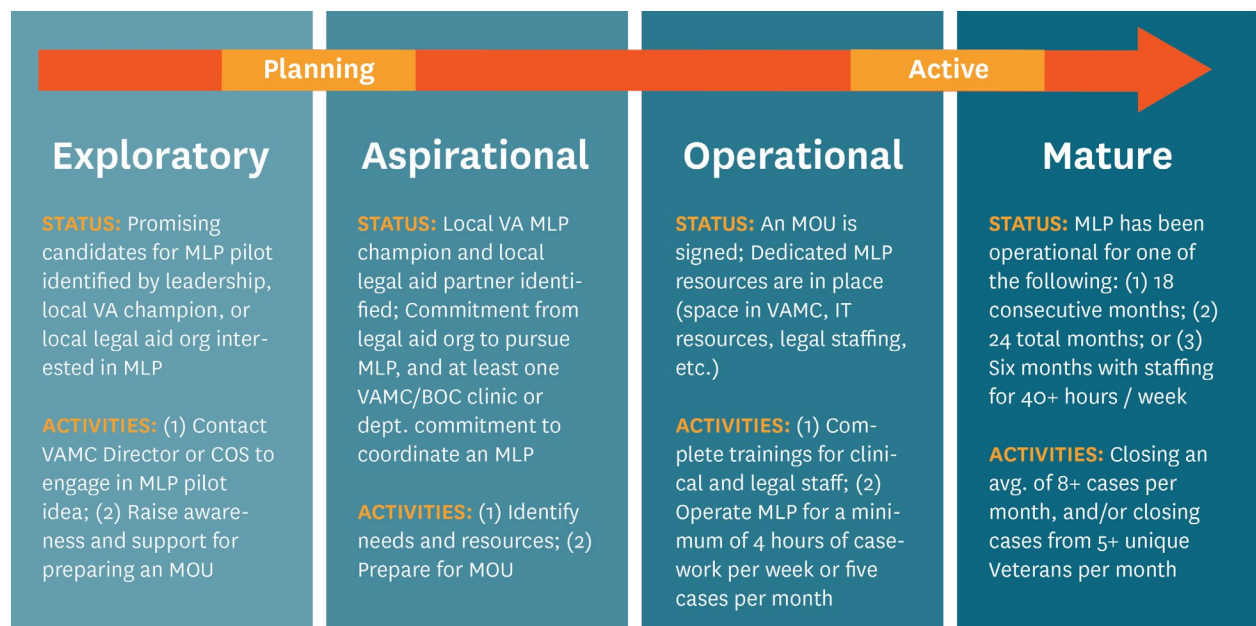 Planning
Active
Exploratory
STATUS: Promising
candidates for MLP pilot
identified by leadership,
local VA champion, or
local legal aid org inter-
ested in MLP
ACTIVITIES: (1) Contact
VAMC Director or COS to
engage in MLP pilot
idea; (2) Raise aware-
ness and support for
preparing an MOU
Aspirational
STATUS: Local VA MLP
champion and local
legal aid partner identi-
fied; Commitment from
legal aid org to pursue
MLP, and at least one
VAMC/BOC clinic or
dept. commitment to
coordinate an MLP
ACTIVITIES: (1) Identify
needs and resources; (2)
Prepare for MOU
Operational
STATUS: An MOU is
signed; Dedicated MLP
resources are in place
(space in VAMC, IT
resources, legal staffing,
etc.)
ACTIVITIES: (1) Com-
plete trainings for clini-
cal and legal staff; (2)
Operate MLP for a mini-
mum of 4 hours of case-
work per week or five
cases per month
Mature
STATUS: MLP has been
operational for one of
the following: (1) 18
consecutive months; (2)
24 total months; or (3)
Six months with staffing
for 40+ hours / week
ACTIVITIES: Closing an
avg. of 8+ cases per
month, and/or closing
cases from 5+ unique
Veterans per month